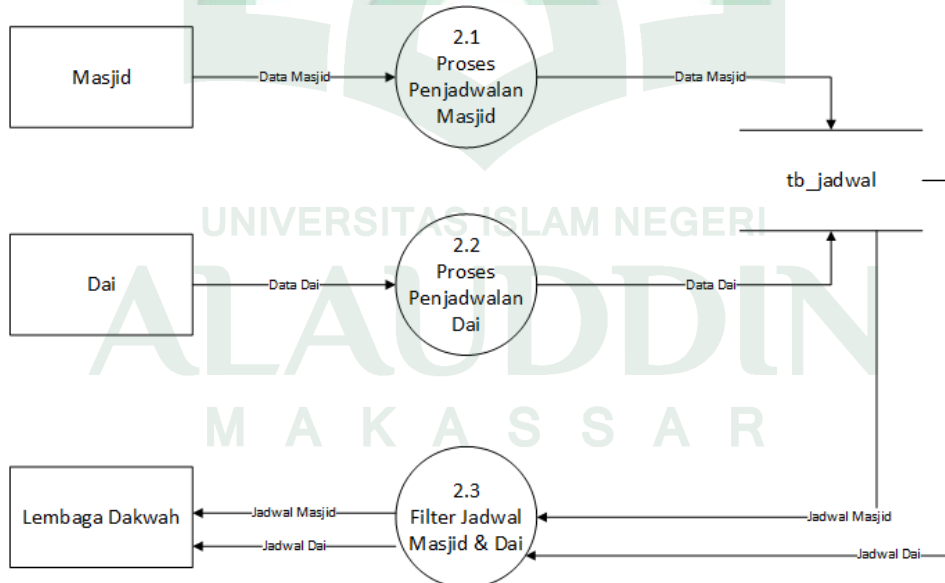 Masjid
Data Masjid
2.1
Proses
Penjadwalan
Masjid
Data Masjid
tb_jadwal
UNIVERSITAS ISLAM NEGERI
Dai
Data Dai
2.2
Proses
Penjadwalan
Dai
Data Dai
ALAUDDIN
MAKASSAR
Lembaga Dakwah
Jadwal Masjid
Jadwal Dai
2.3
Filter Jadwal
Masjid & Dai
Jadwal Masjid
Jadwal Dai